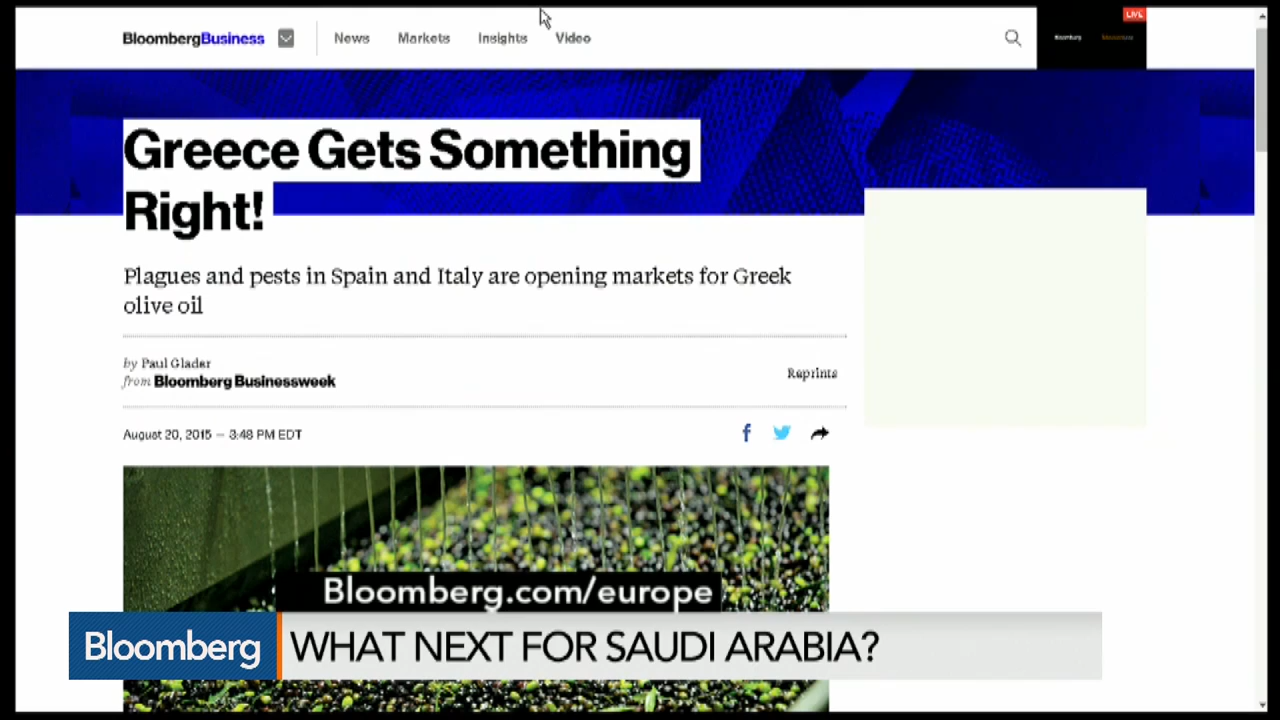 BloombergBusiness
News Markets Insights Video
LIVE
Bloomberg
Greece Gets Something
Right!
Plagues and pests in Spain and Italy are opening markets for Greek
olive oil
by Paul Glader
from Bloomberg Businessweek
Reprints
August 20, 2015 — 3:48 PM EDT
Bloomberg.com/europe
Bloomberg
WHAT NEXT FOR SAUDI ARABIA?